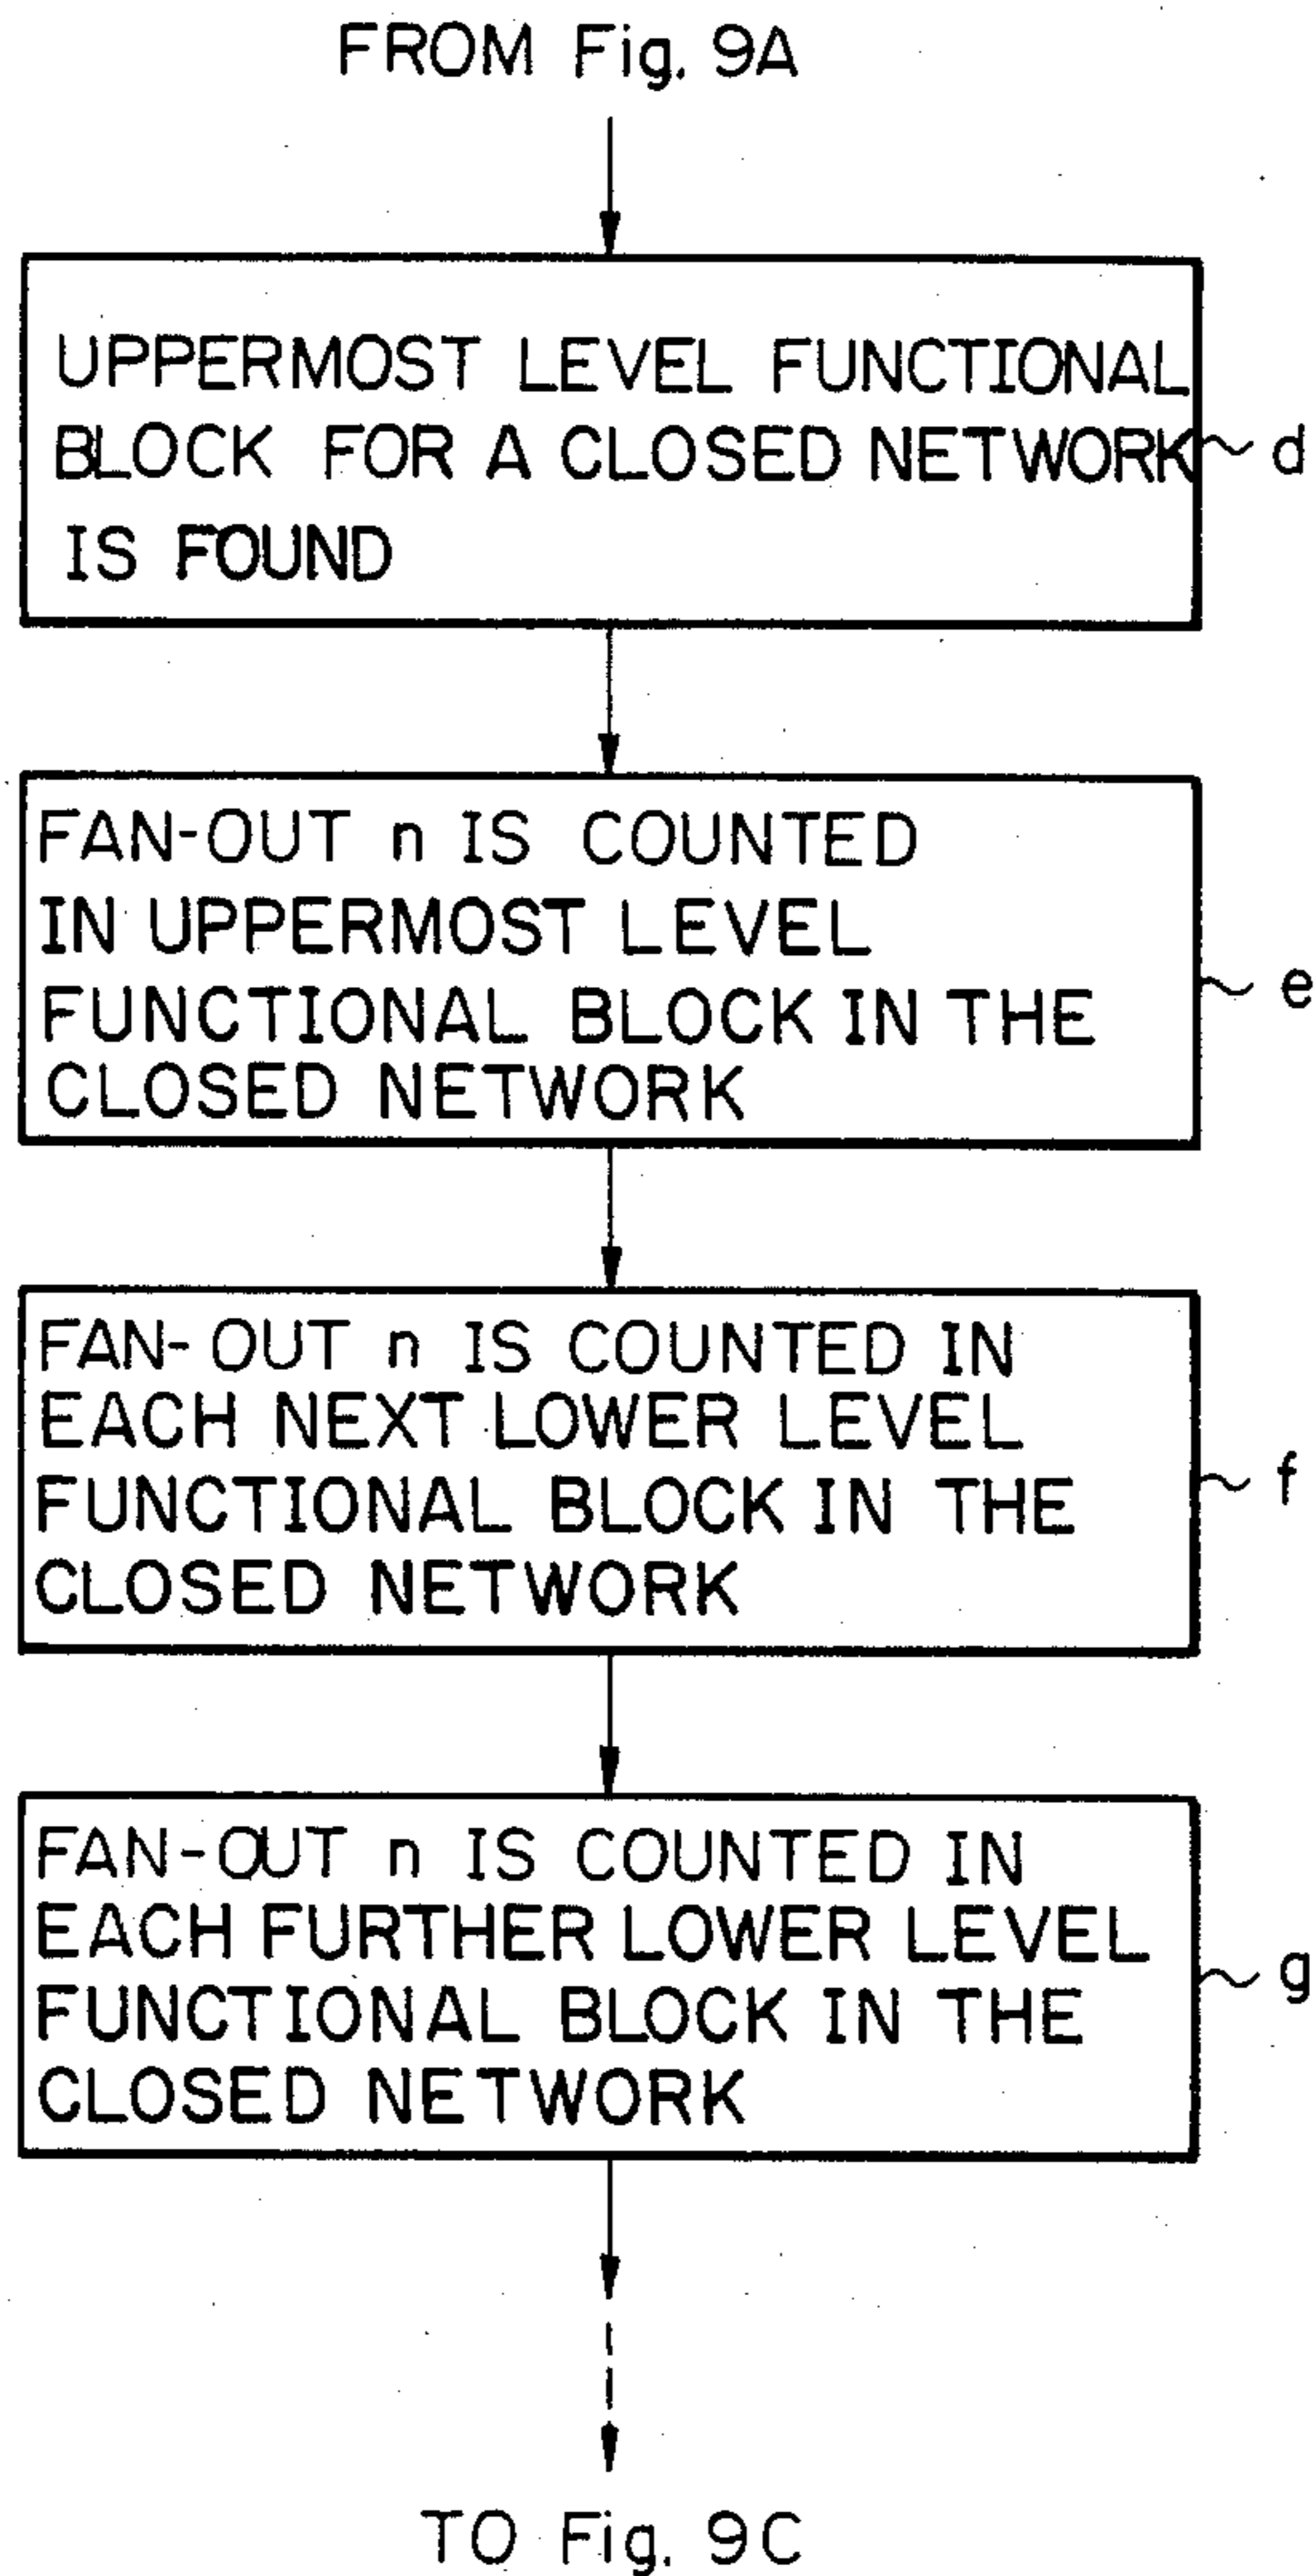 FROM Fig. 9A
UPPERMOST LEVEL FUNCTIONAL
BLOCK FOR A CLOSED NETWORK
IS FOUND
d
FAN-OUT n IS COUNTED
IN UPPERMOST LEVEL
FUNCTIONAL BLOCK IN THE
CLOSED NETWORK
e
FAN-OUT n IS COUNTED IN
EACH NEXT LOWER LEVEL
FUNCTIONAL BLOCK IN THE
CLOSED NETWORK
f
FAN-OUT n IS COUNTED IN
EACH FURTHER LOWER LEVEL
FUNCTIONAL BLOCK IN THE
CLOSED NETWORK
g
TO Fig. 9C